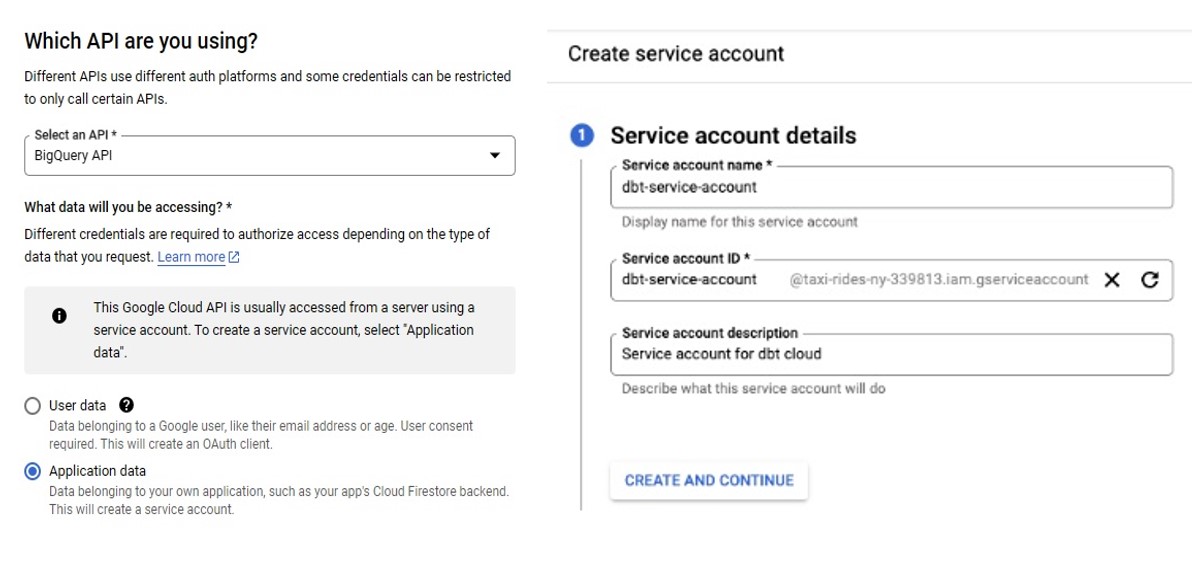 Which API are you using?
Different APIs use different auth platforms and some credentials can be restricted
to only call certain APIs.
Select an API *
BigQuery API
What data will you be accessing? *
Different credentials are required to authorize access depending on the type of
data that you request. Learn more
This Google Cloud API is usually accessed from a server using a
service account. To create a service account, select "Application
data".
User data
Data belonging to a Google user, like their email address or age. User consent
required. This will create an OAuth client.
Application data
Data belonging to your own application, such as your app's Cloud Firestore backend.
This will create a service account.
Create service account
1 Service account details
Service account name *
dbt-service-account
Display name for this service account
Service account ID *
dbt-service-account @taxi-rides-ny-339813.iam.gserviceaccount
Service account description
Service account for dbt cloud
Describe what this service account will do
CREATE AND CONTINUE